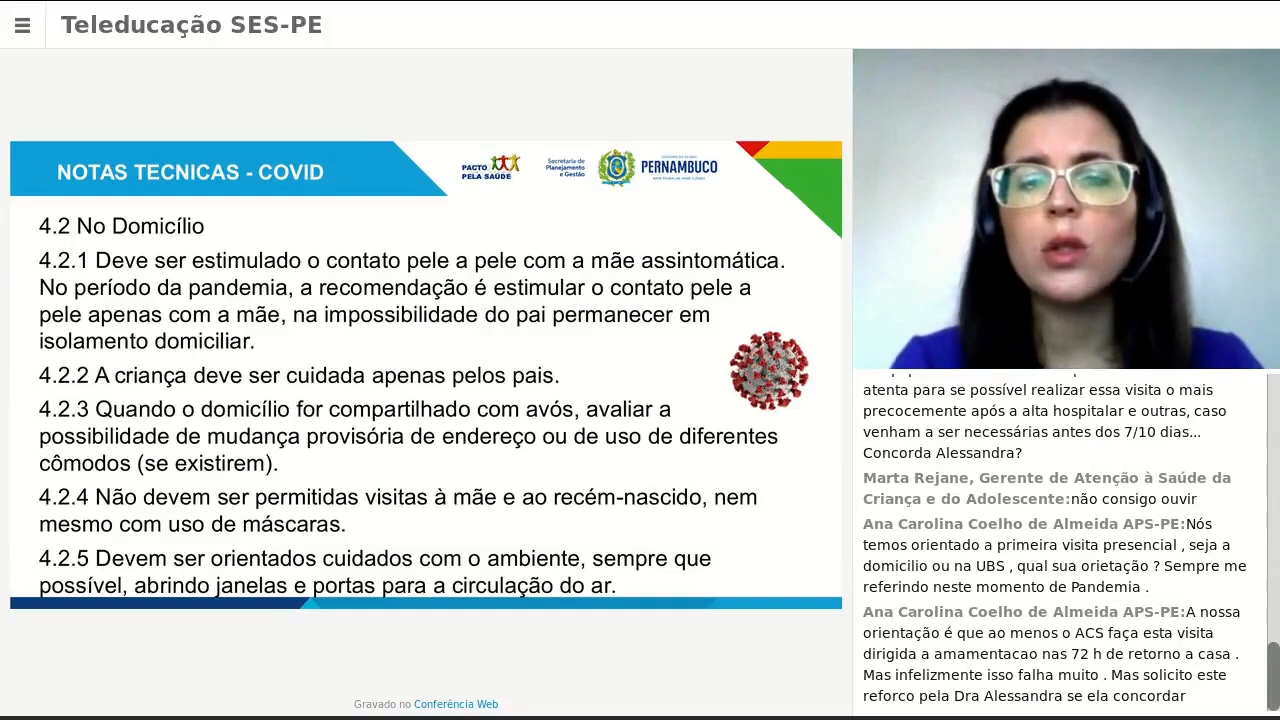 Teleducação SES-PE
NOTAS TECNICAS - COVID
PACTO
PELA SAÚDE
Secretaria de
Planejamento
e Gestão
PERNAMBUCO
4.2 No Domicílio
4.2.1 Deve ser estimulado o contato pele a pele com a mãe assintomática.
No período da pandemia, a recomendação é estimular o contato pele a
pele apenas com a mãe, na impossibilidade do pai permanecer em
isolamento domiciliar.
4.2.2 A criança deve ser cuidada apenas pelos pais.
4.2.3 Quando o domicílio for compartilhado com avós, avaliar a
possibilidade de mudança provisória de endereço ou de uso de diferentes
cômodos (se existirem).
4.2.4 Não devem ser permitidas visitas à mãe e ao recém-nascido, nem
mesmo com uso de máscaras.
4.2.5 Devem ser orientados cuidados com o ambiente, sempre que
possível, abrindo janelas e portas para a circulação do ar.
Gravado no Conferência Web
atenta para se possível realizar essa visita o mais
precocemente após a alta hospitalar e outras, caso
venham a ser necessárias antes dos 7/10 dias...
Concorda Alessandra?
Marta Rejane, Gerente de Atenção à Saúde da
Criança e do Adolescente:não consigo ouvir
Ana Carolina Coelho de Almeida APS-PE:Nós
temos orientado a primeira visita presencial , seja a
domicilio ou na UBS , qual sua orietação ? Sempre me
referindo neste momento de Pandemia .
Ana Carolina Coelho de Almeida APS-PE:A nossa
orientação é que ao menos o ACS faça esta visita
dirigida a amamentacao nas 72 h de retorno a casa .
Mas infelizmente isso falha muito . Mas solicito este
reforco pela Dra Alessandra se ela concordar